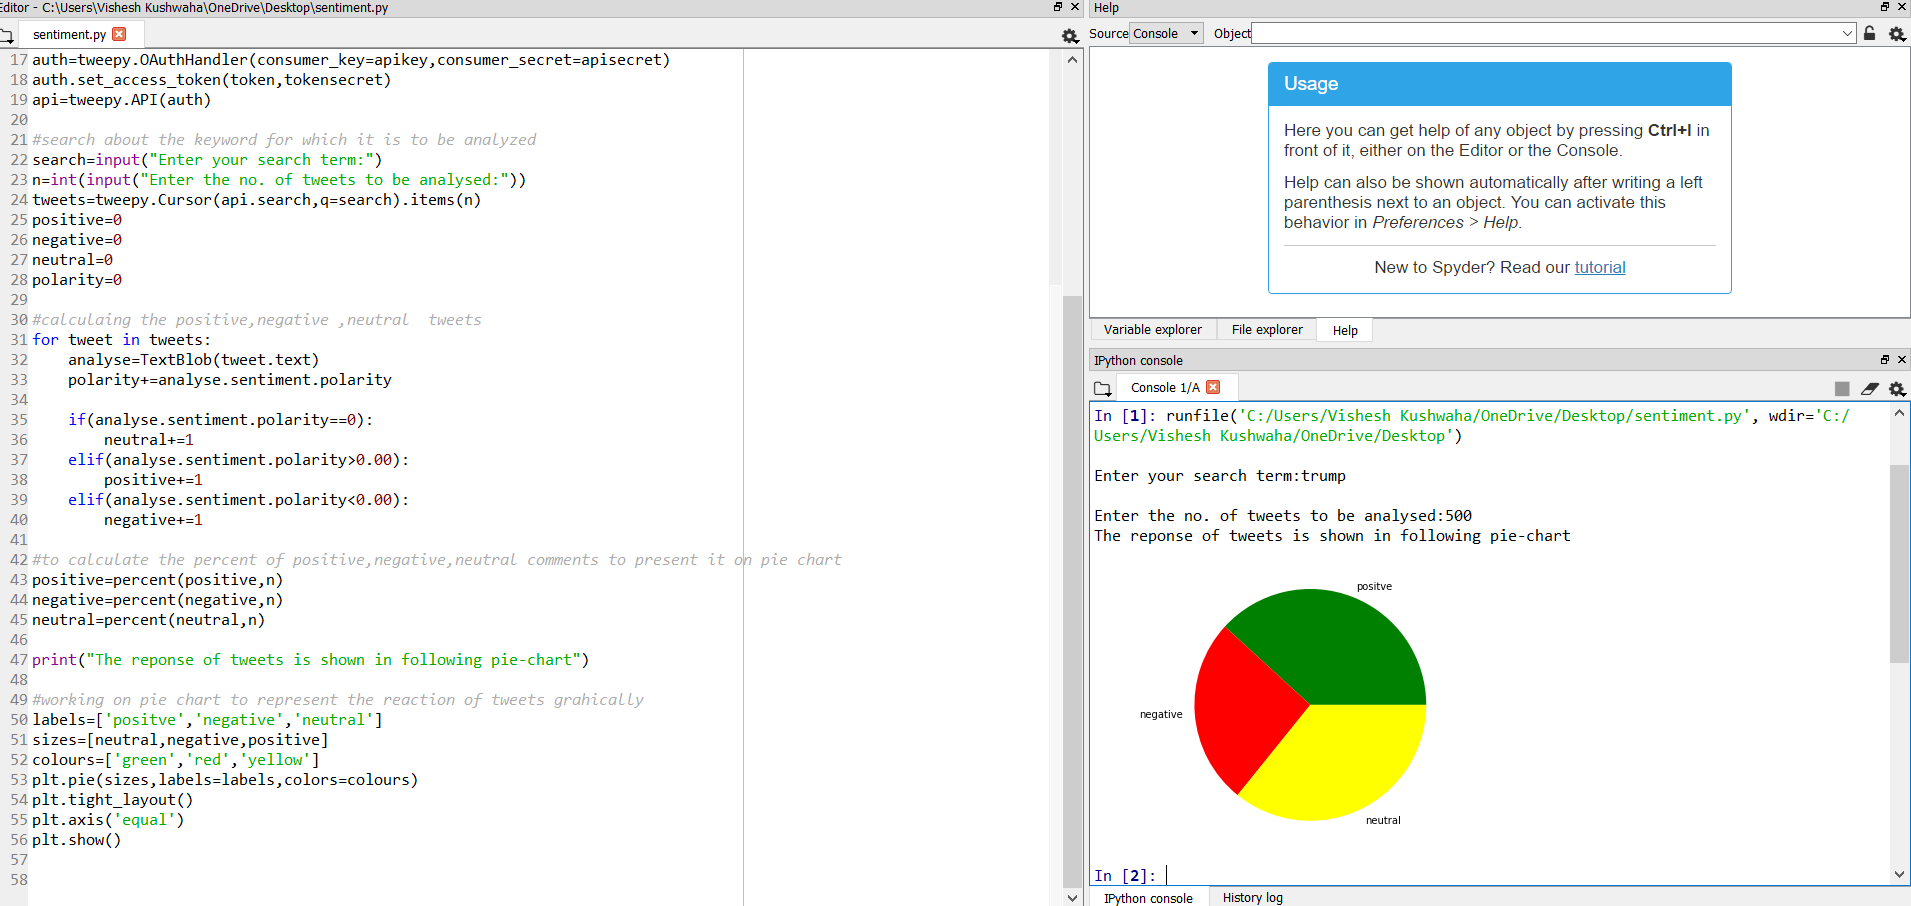 Editor - C:\Users\Vishesh Kushwaha\OneDrive\Desktop\sentiment.py
sentiment.py
17 auth=tweepy.OAuthHandler(consumer_key=apikey,consumer_secret=apisecret)
18 auth.set_access_token(token,tokensecret)
19 api=tweepy.API(auth)
20
21 #search about the keyword for which it is to be analyzed
22 search=input("Enter your search term:")
23 n=int(input("Enter the no. of tweets to be analysed:"))
24 tweets=tweepy.Cursor(api.search,q=search).items(n)
25 positive=0
26 negative=0
27 neutral=0
28 polarity=0
29
30 #calculaing the positive,negative ,neutral  tweets
31 for tweet in tweets:
32     analyse=TextBlob(tweet.text)
33     polarity+=analyse.sentiment.polarity
34
35     if(analyse.sentiment.polarity==0):
36         neutral+=1
37     elif(analyse.sentiment.polarity>0.00):
38         positive+=1
39     elif(analyse.sentiment.polarity<0.00):
40         negative+=1
41
42 #to calculate the percent of positive,negative,neutral comments to present it on pie chart
43 positive=percent(positive,n)
44 negative=percent(negative,n)
45 neutral=percent(neutral,n)
46
47 print("The reponse of tweets is shown in following pie-chart")
48
49 #working on pie chart to represent the reaction of tweets grahically
50 labels=['positve','negative','neutral']
51 sizes=[neutral,negative,positive]
52 colours=['green','red','yellow']
53 plt.pie(sizes,labels=labels,colors=colours)
54 plt.tight_layout()
55 plt.axis('equal')
56 plt.show()
57
58
Help
Source Console Object
Usage
Here you can get help of any object by pressing Ctrl+I in
front of it, either on the Editor or the Console.
Help can also be shown automatically after writing a left
parenthesis next to an object. You can activate this
behavior in Preferences > Help.
New to Spyder? Read our tutorial
Variable explorer File explorer Help
IPython console
Console 1/A
In [1]: runfile('C:/Users/Vishesh Kushwaha/OneDrive/Desktop/sentiment.py', wdir='C:/
Users/Vishesh Kushwaha/OneDrive/Desktop')
Enter your search term:trump
Enter the no. of tweets to be analysed:500
The reponse of tweets is shown in following pie-chart
positve
negative
neutral
In [2]:
IPython console History log